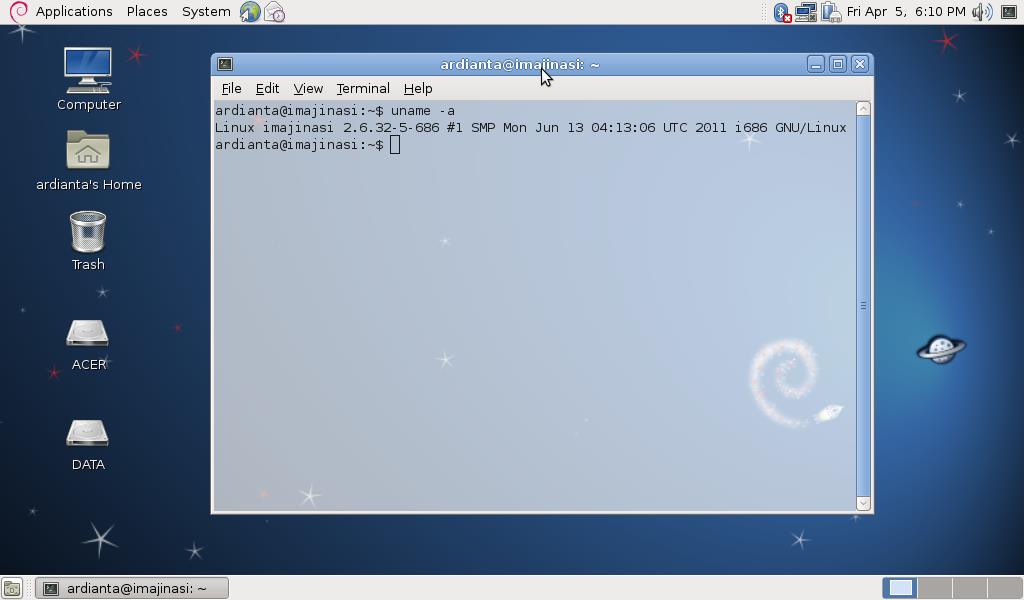 Applications Places System Fri Apr 5, 6:10 PM
Computer
ardianta's Home
Trash
ACER
DATA
ardianta@imajinasi: ~
File Edit View Terminal Help
ardianta@imajinasi:~$ uname -a
Linux imajinasi 2.6.32-5-686 #1 SMP Mon Jun 13 04:13:06 UTC 2011 i686 GNU/Linux
ardianta@imajinasi:~$
ardianta@imajinasi: ~